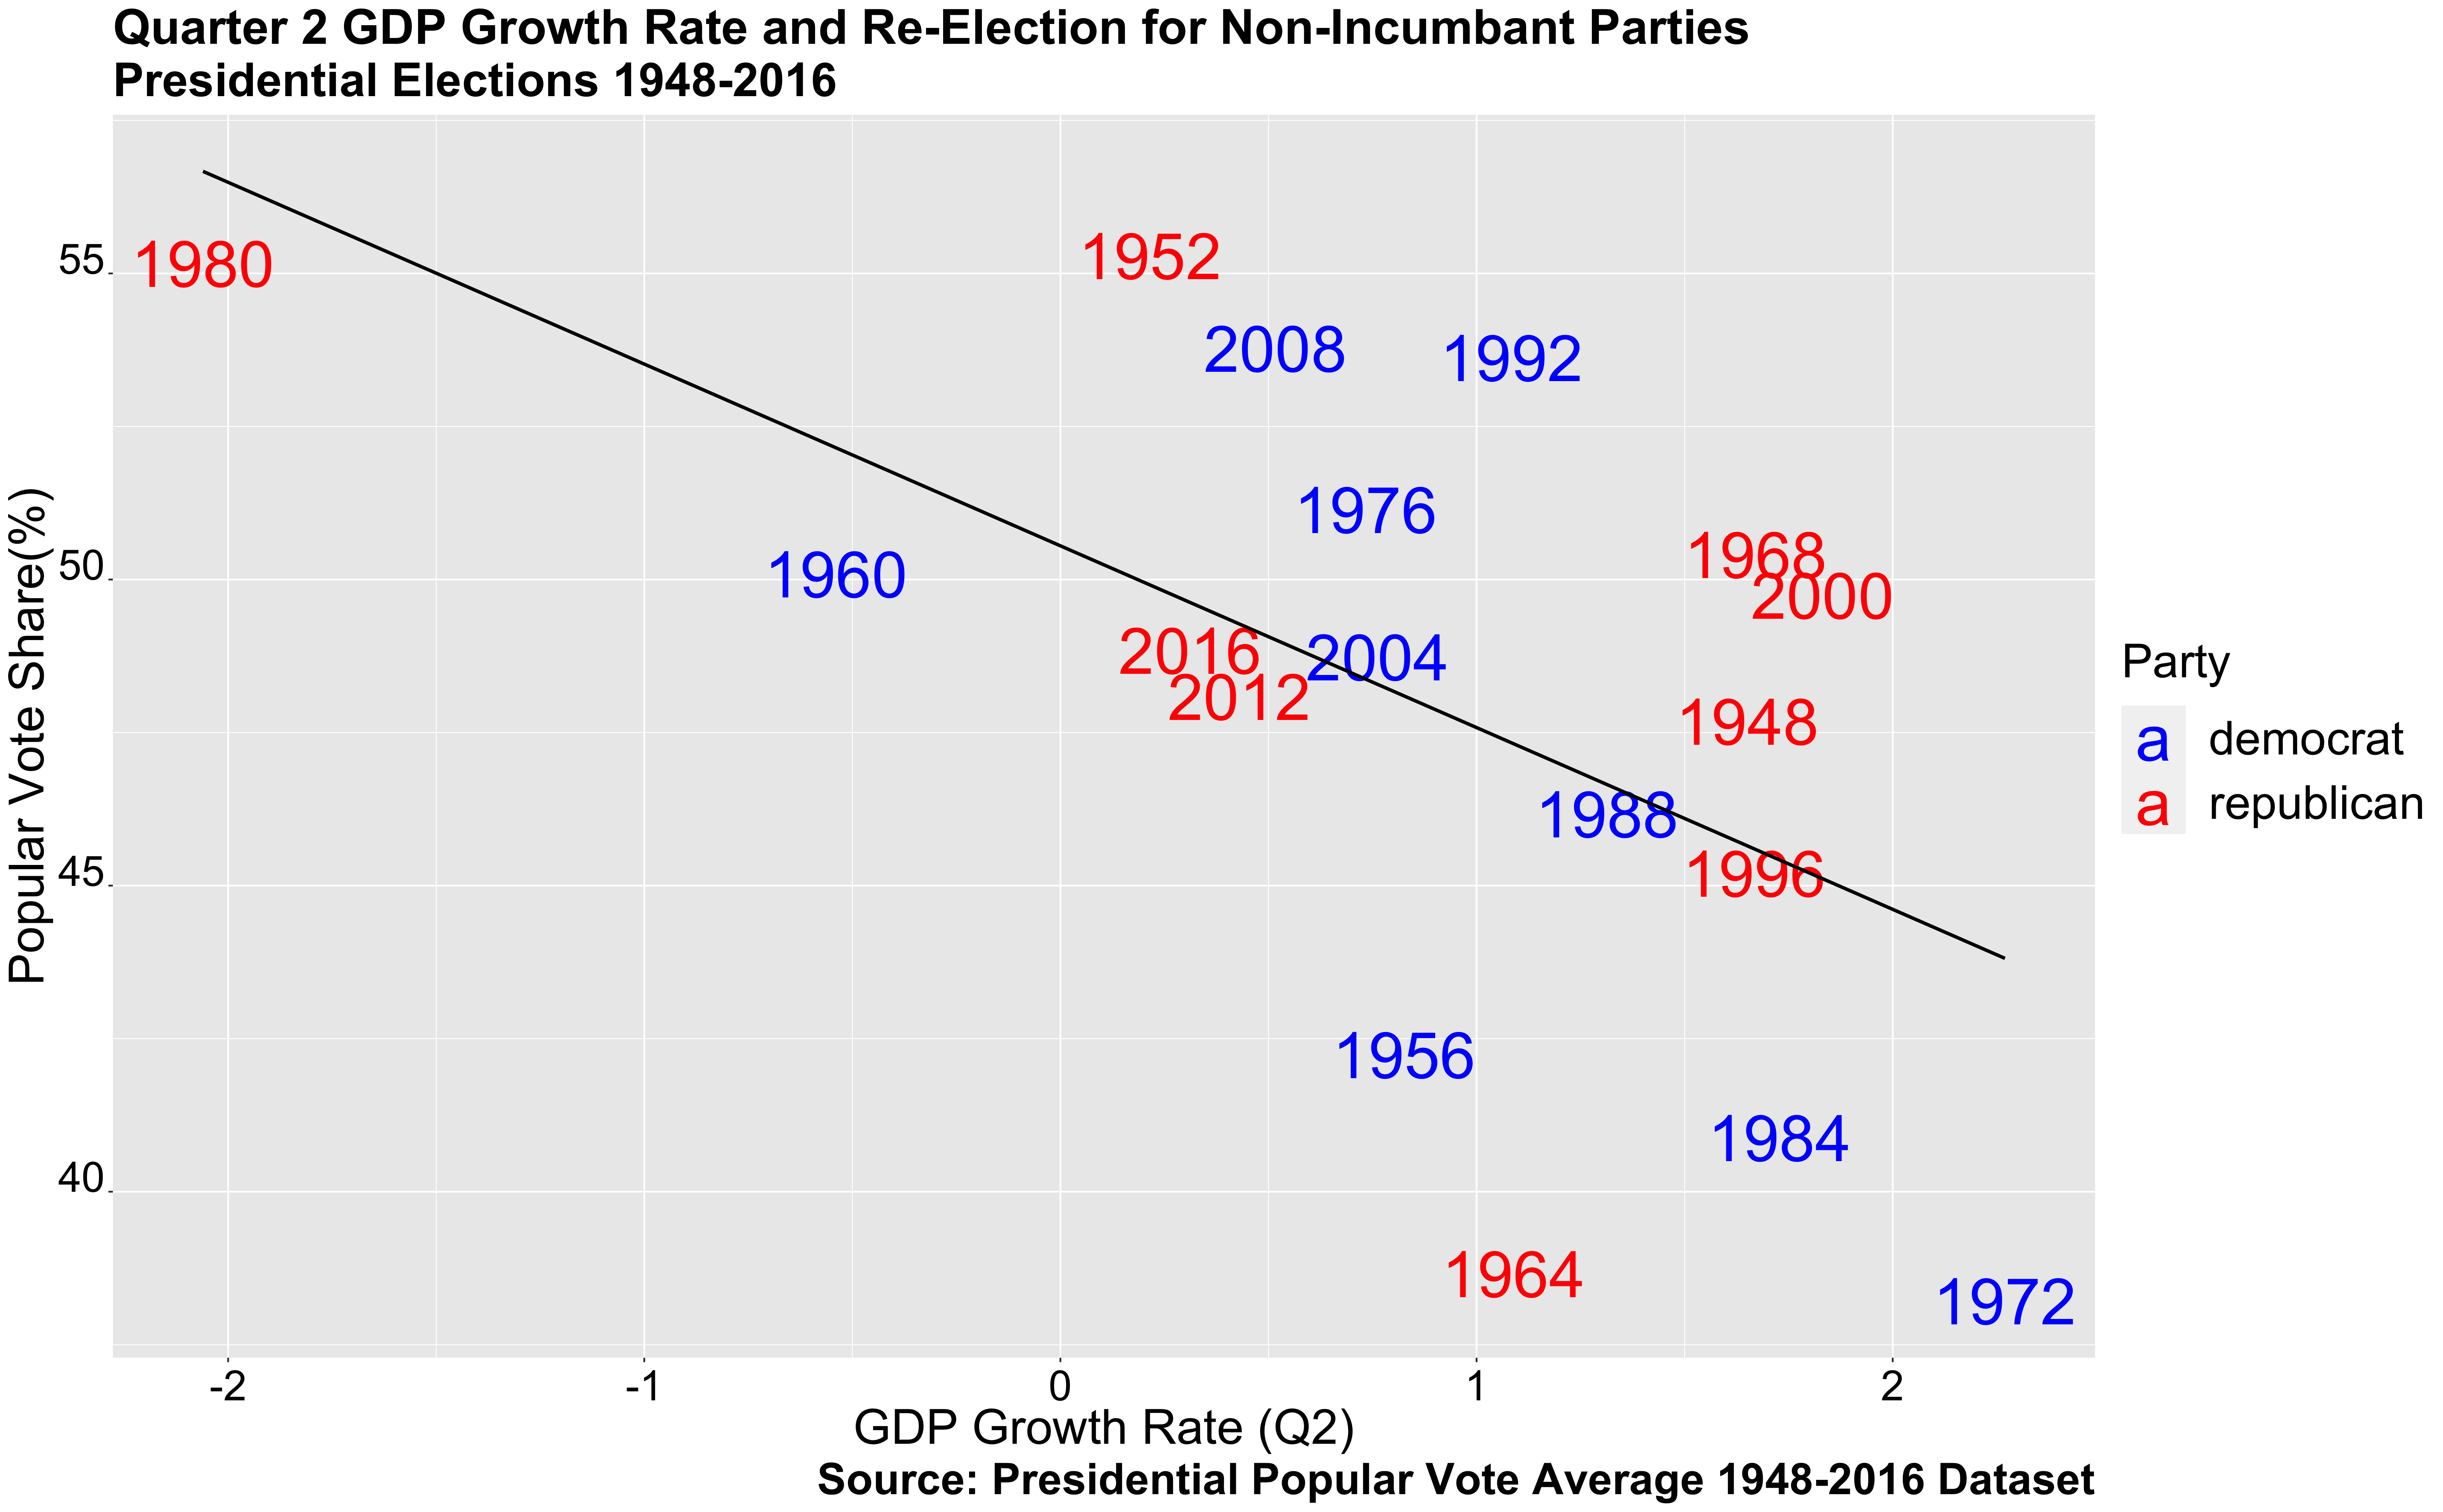 Quarter 2 GDP Growth Rate and Re-Election for Non-Incumbant Parties
Presidential Elections 1948-2016
Popular Vote Share(%)
55
50
45
40
1980
1952
2008
1992
1976
1968
1960
2000
2016
2004
2012
1948
1988
1996
1956
1984
1964
1972
Party
a democrat
a republican
-2 -1 0 1 2
GDP Growth Rate (Q2)
Source: Presidential Popular Vote Average 1948-2016 Dataset